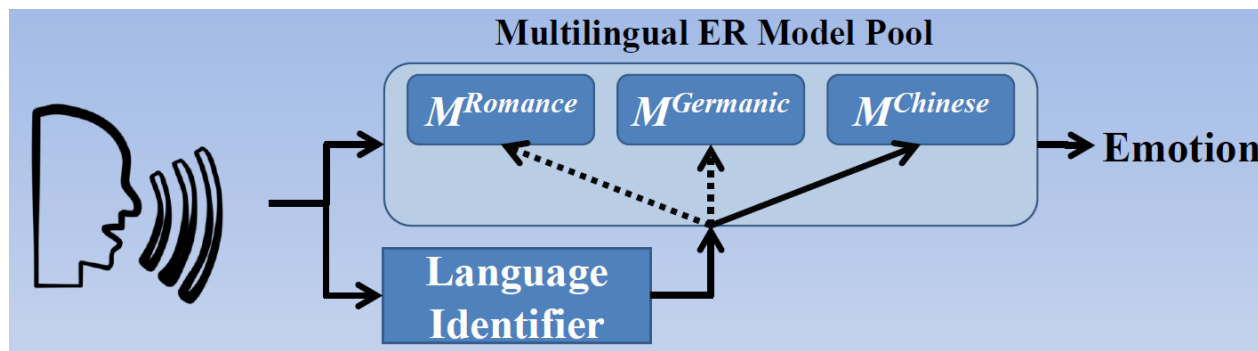 Multilingual ER Model Pool
M^Romance M^Germanic M^Chinese
Emotion
Language
Identifier